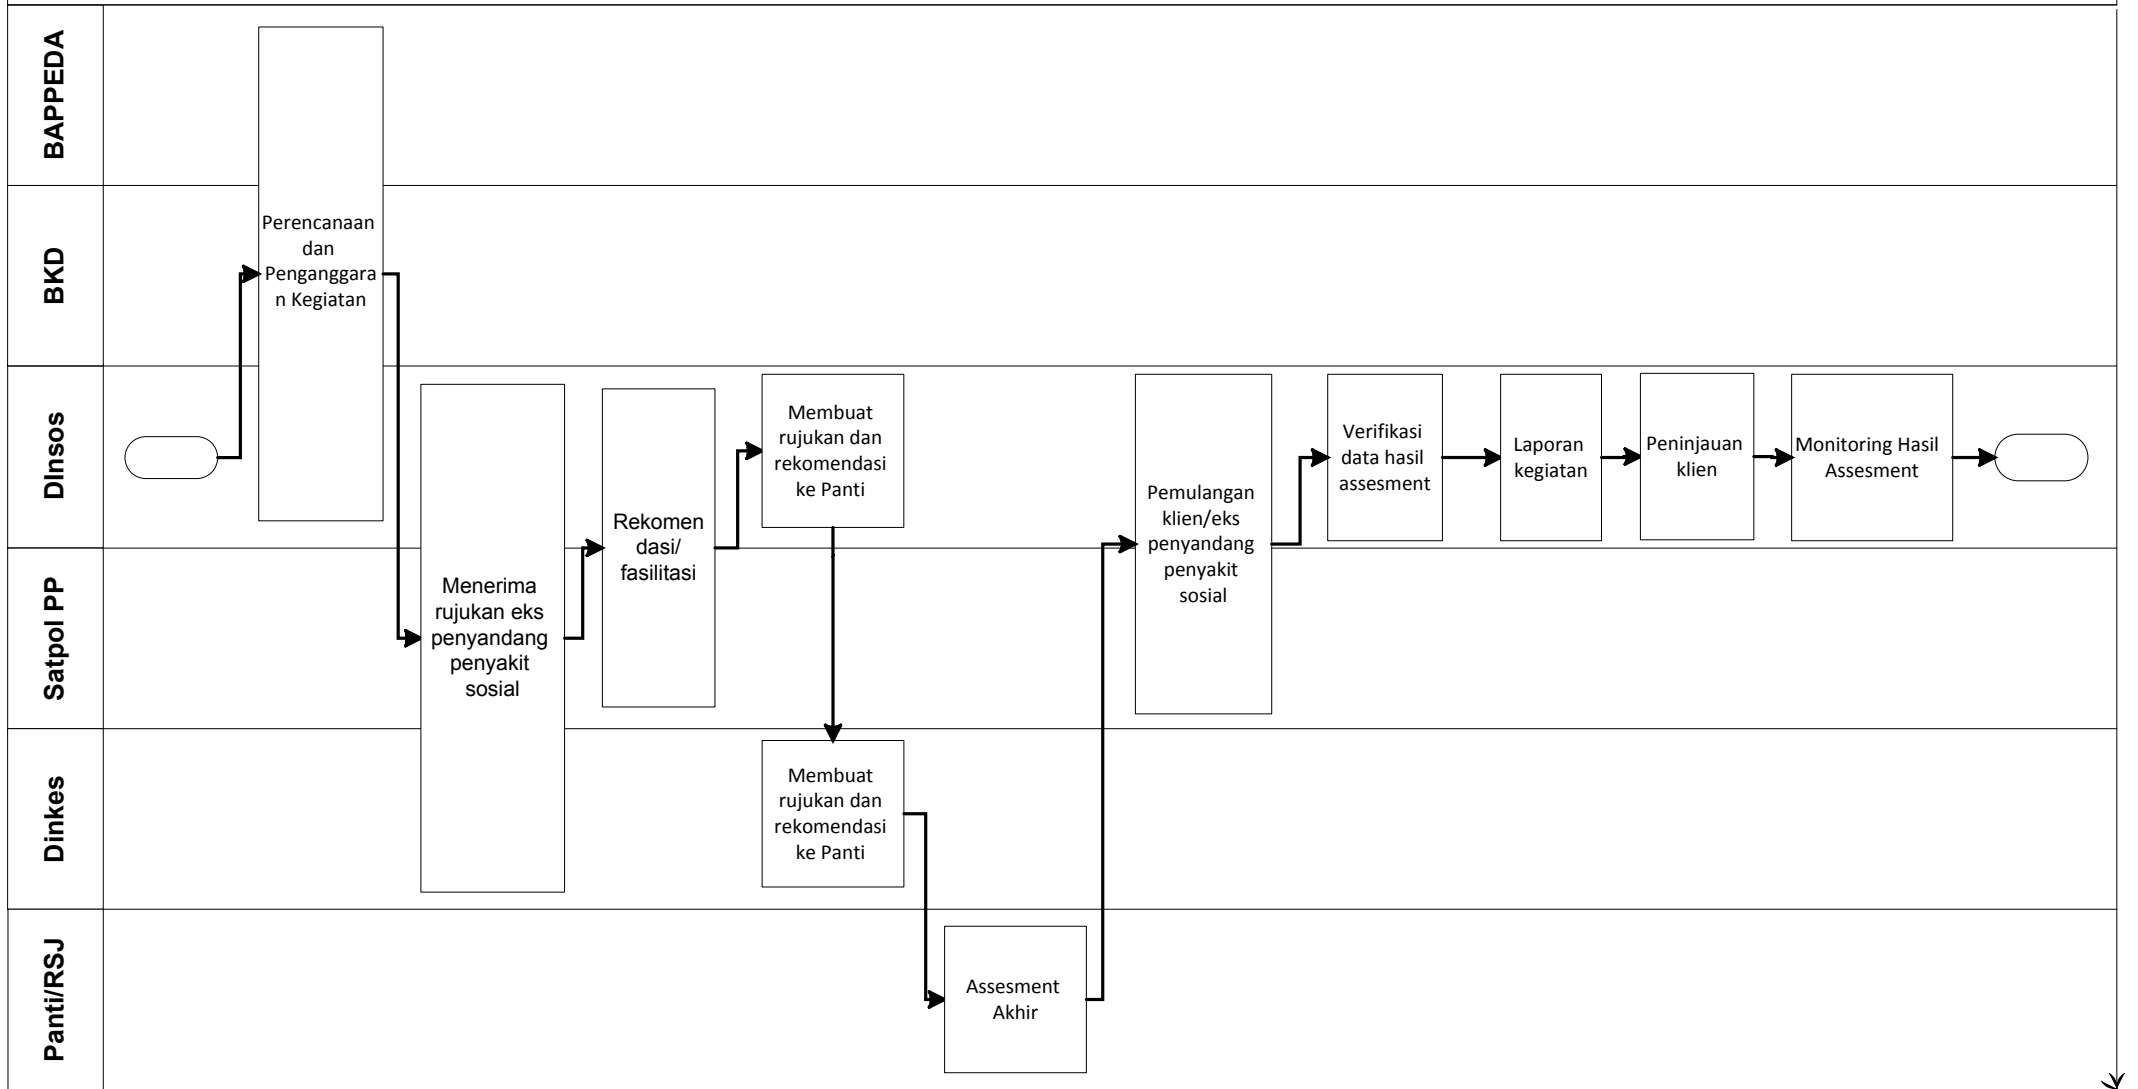 BAPPEDA
BKD
DInsos
Satpol PP
Dinkes
Panti/RSJ
Perencanaan
dan
Penganggara
n Kegiatan
Menerima
rujukan eks
penyandang
penyakit
sosial
Rekomen
dasi/
fasilitasi
Membuat
rujukan dan
rekomendasi
ke Panti
Membuat
rujukan dan
rekomendasi
ke Panti
Assesment
Akhir
Pemulangan
klien/eks
penyandang
penyakit
sosial
Verifikasi
data hasil
assesment
Laporan
kegiatan
Peninjauan
klien
Monitoring Hasil
Assesment